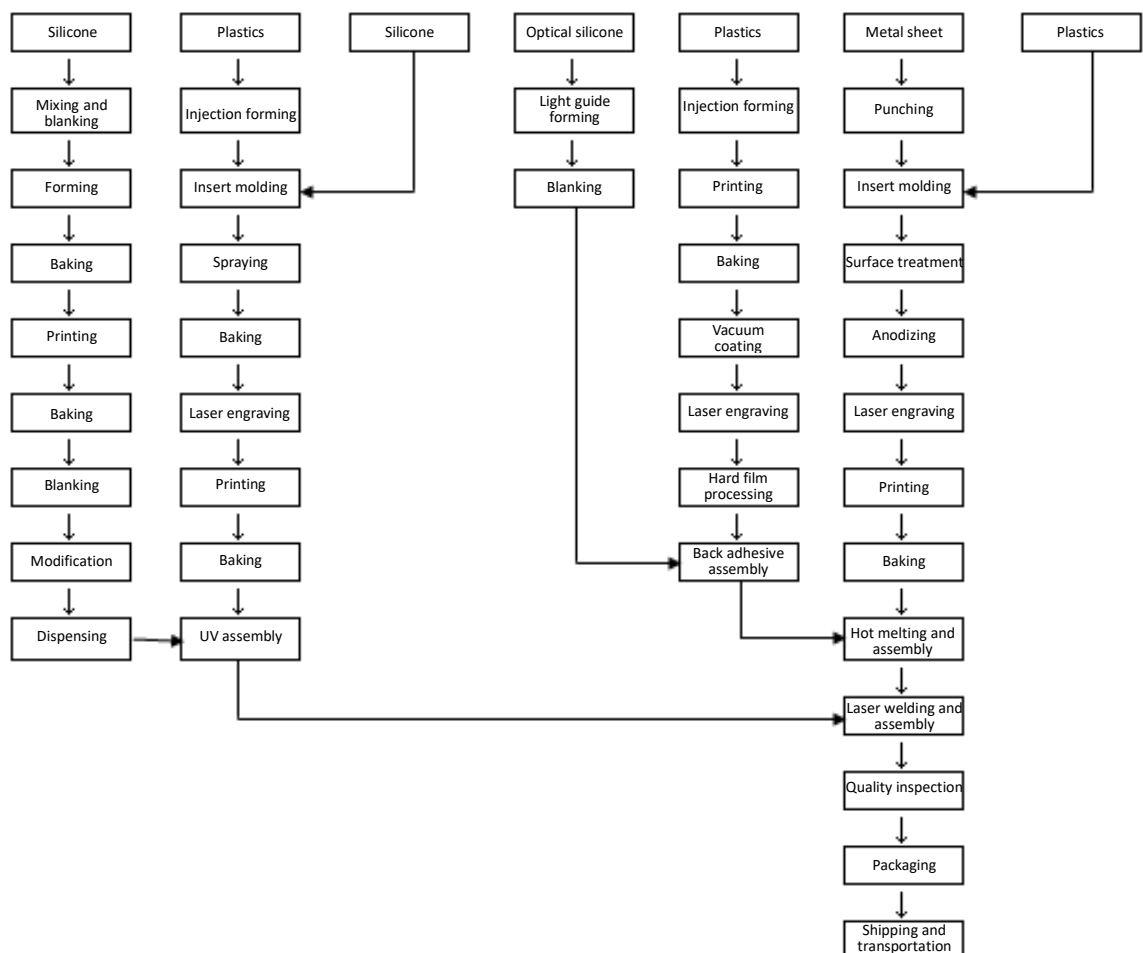 Silicone
Plastics
Silicone
Optical silicone
Plastics
Metal sheet
Plastics
Mixing and
blanking
Injection forming
Light guide
forming
Injection forming
Punching
Forming
Insert molding
Blanking
Printing
Insert molding
Baking
Spraying
Baking
Surface treatment
Printing
Baking
Vacuum
coating
Anodizing
Baking
Laser engraving
Laser engraving
Laser engraving
Blanking
Printing
Hard film
processing
Printing
Modification
Baking
Back adhesive
assembly
Baking
Dispensing
UV assembly
Hot melting and
assembly
Laser welding and
assembly
Quality inspection
Packaging
Shipping and
transportation